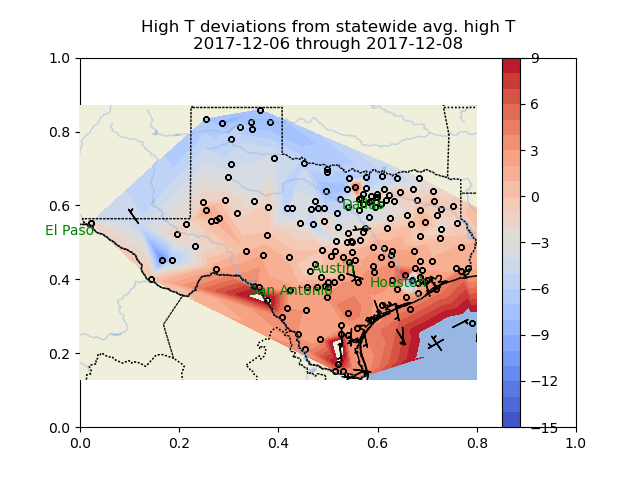 High T deviations from statewide avg. high T
2017-12-06 through 2017-12-08
1.0
0.8
0.6
0.4
0.2
0.0
0.0 0.2 0.4 0.6 0.8 1.0
9
6
3
0
−3
−6
−9
−12
−15
Dallas
El Paso
Austin
San Antonio
Houston